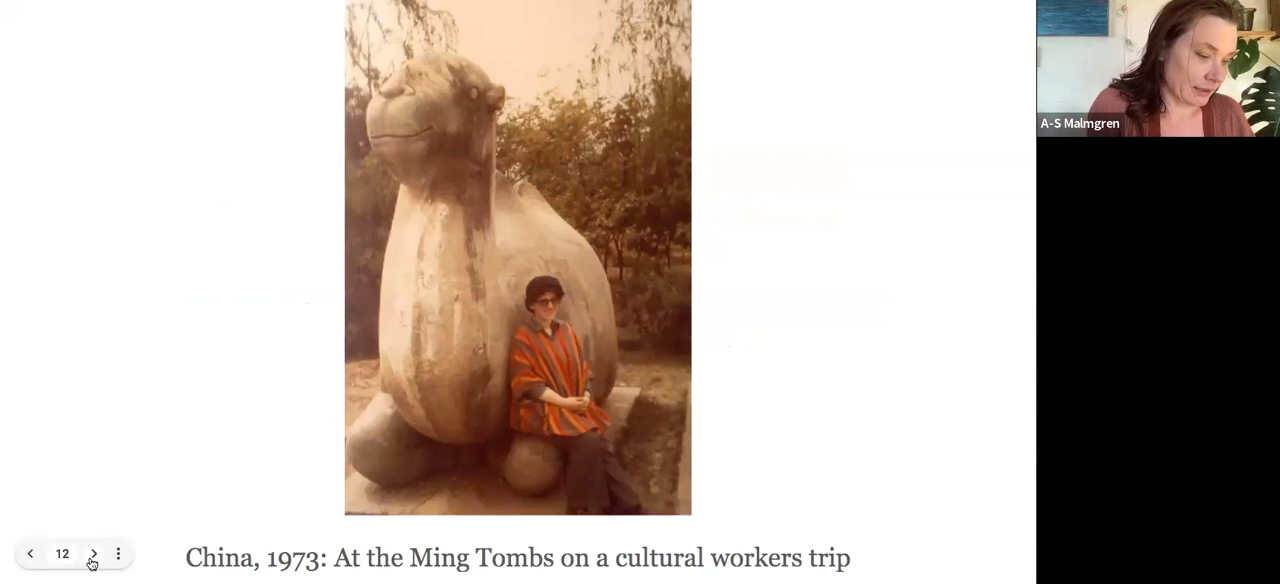 A-S Malmgren
12
China, 1973: At the Ming Tombs on a cultural workers trip